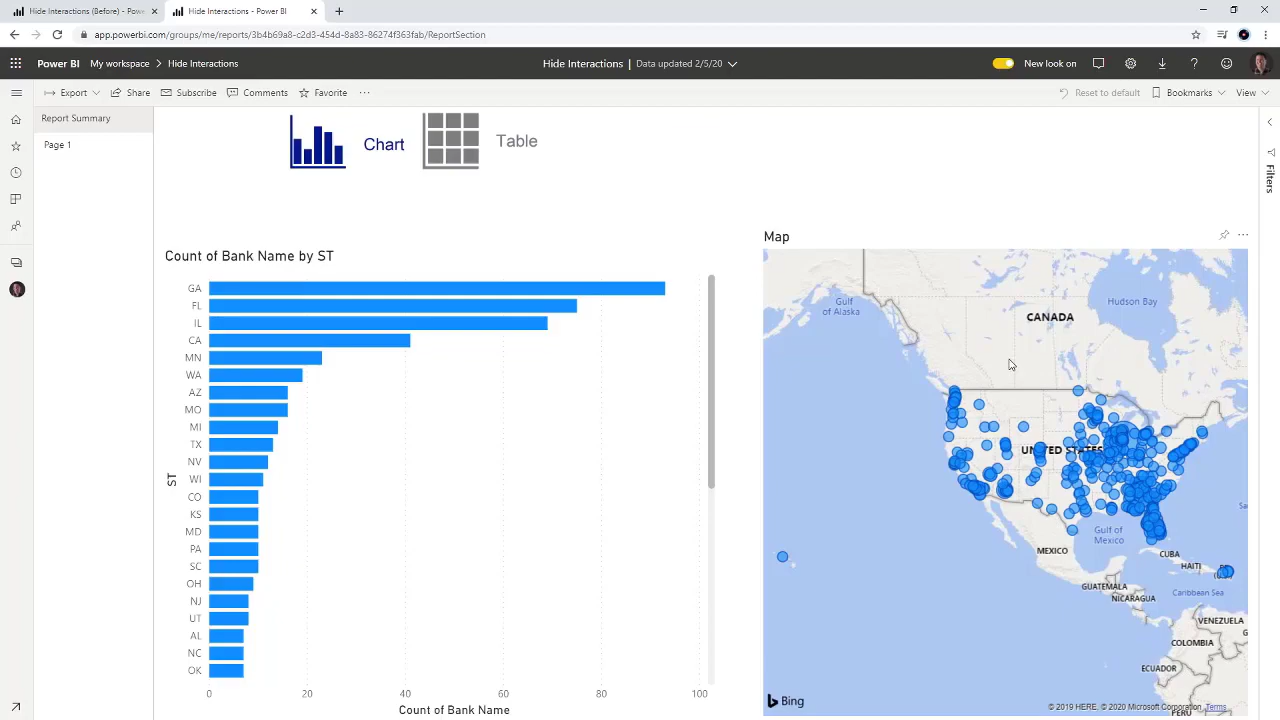 Hide Interactions (Before) - Pow
Hide Interactions - Power BI
app.powerbi.com/groups/me/reports/3b4b69a8-c2d3-454d-8a83-86274f363fab/ReportSection
Power BI My workspace > Hide Interactions
Hide Interactions | Data updated 2/5/20
New look on
Export Share Subscribe Comments Favorite ...
Reset to default Bookmarks View
Report Summary
Page 1
Chart
Table
Filters
Count of Bank Name by ST
GA
FL
IL
CA
MN
WA
AZ
MO
MI
TX
NV
WI
CO
KS
MD
PA
SC
OH
NJ
UT
AL
NC
OK
ST
0 20 40 60 80 100
Count of Bank Name
Map
Gulf
of Alaska
Hudson Bay
CANADA
UNITED STATES
Gulf of
Mexico
MEXICO
CUBA
HAITI
GUATEMALA
NICARAGUA
Caribbean Sea
VENEZUELA
COLOMBIA
ECUADOR
PERU
Bing
© 2019 HERE, © 2020 Microsoft Corporation Terms